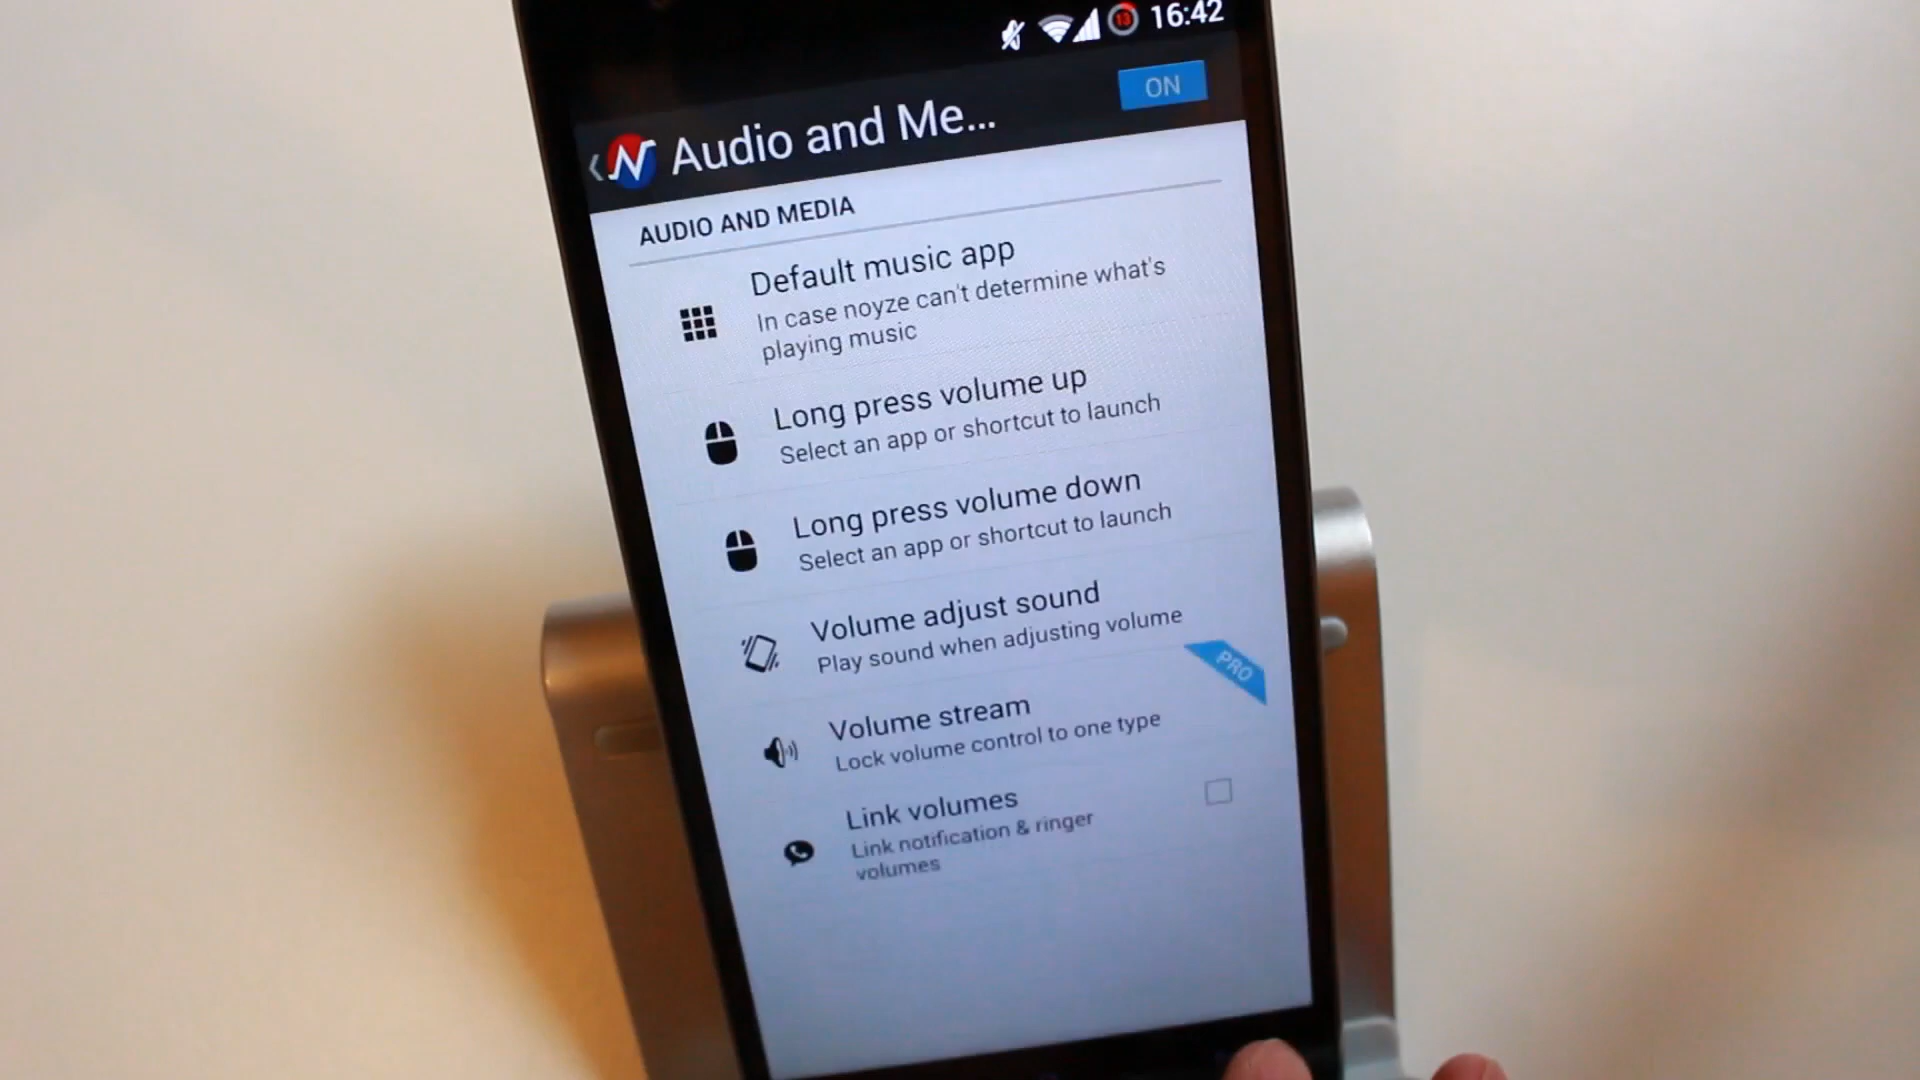 13 16:42
ON
Audio and Me...
AUDIO AND MEDIA
Default music app
In case noyze can't determine what's
playing music
Long press volume up
Select an app or shortcut to launch
Long press volume down
Select an app or shortcut to launch
Volume adjust sound
Play sound when adjusting volume
PRO
Volume stream
Lock volume control to one type
Link volumes
Link notification & ringer
volumes